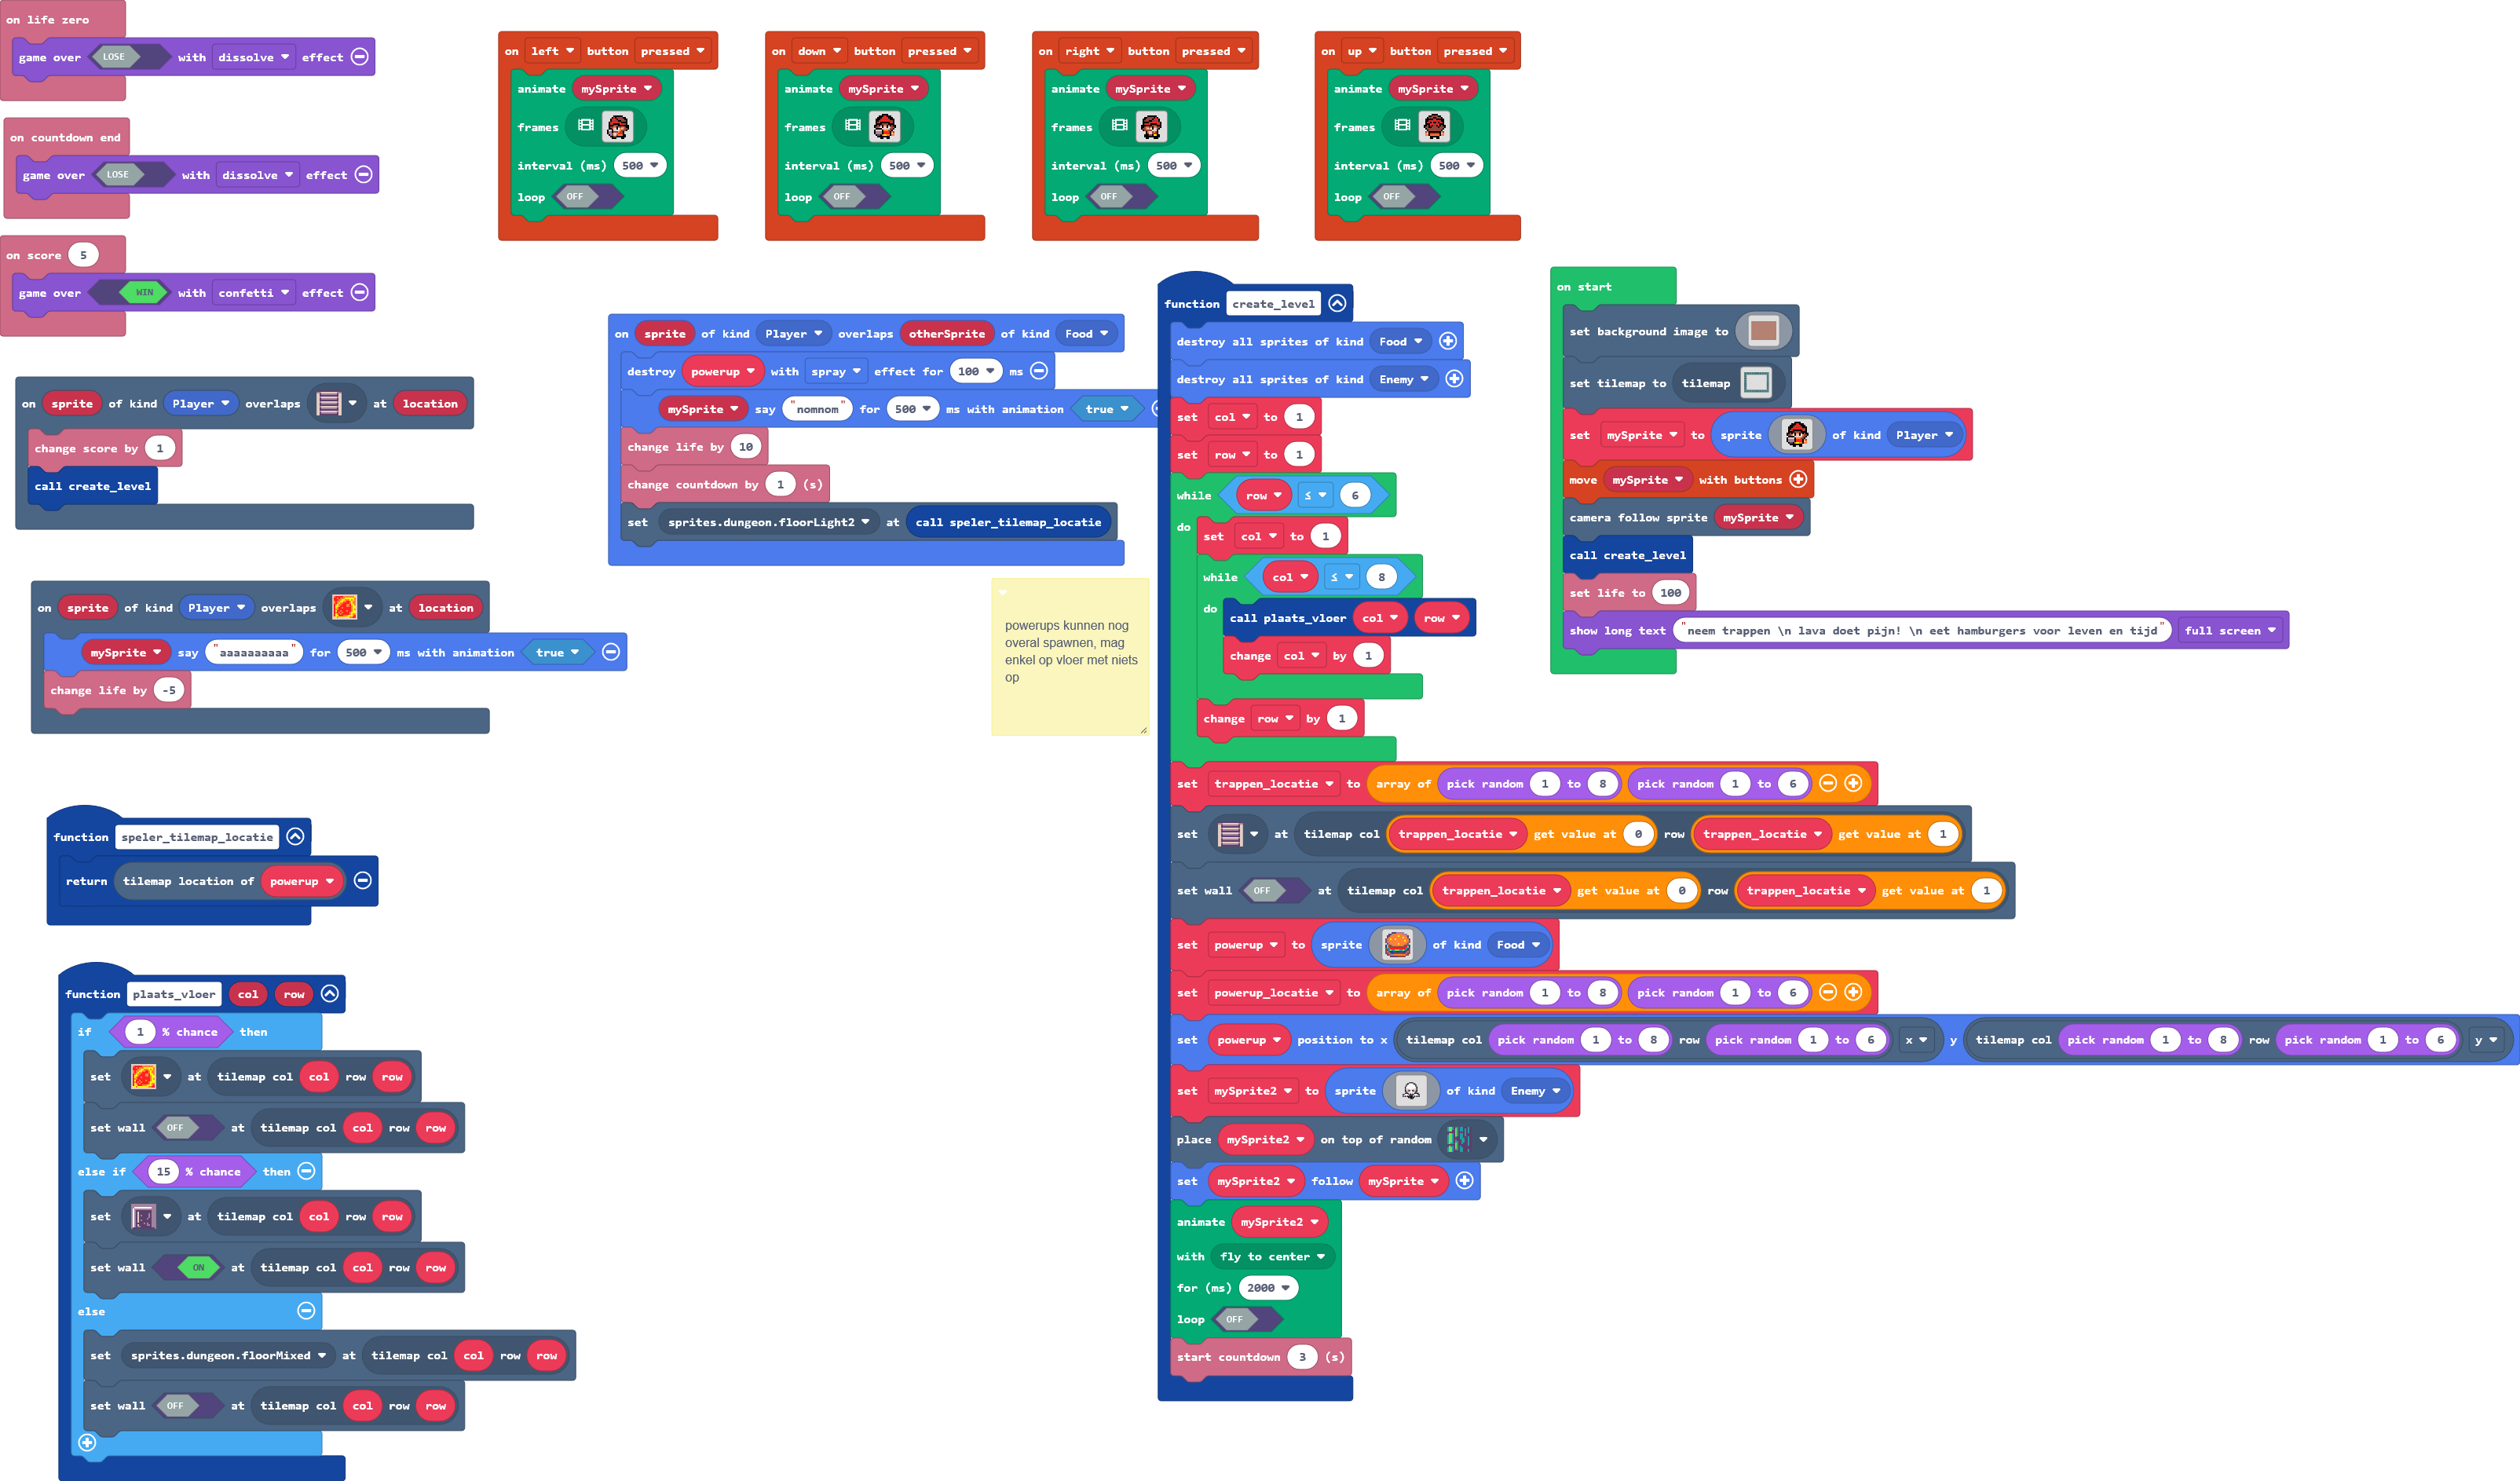 on life zero
game over LOSE with dissolve effect
on countdown end
game over LOSE with dissolve effect
on score 5
game over WIN with confetti effect
on left button pressed
animate mySprite
frames
interval (ms) 500
loop OFF
on down button pressed
animate mySprite
frames
interval (ms) 500
loop OFF
on right button pressed
animate mySprite
frames
interval (ms) 500
loop OFF
on up button pressed
animate mySprite
frames
interval (ms) 500
loop OFF
on sprite of kind Player overlaps at location
change score by 1
call create_level
on sprite of kind Player overlaps at location
mySprite say "aaaaaaaaaa" for 500 ms with animation true
change life by -5
function speler_tilemap_locatie
return tilemap location of powerup
function plaats_vloer col row
if 1 % chance then
set at tilemap col col row row
set wall OFF at tilemap col col row row
else if 15 % chance then
set at tilemap col col row row
set wall ON at tilemap col col row row
else
set sprites.dungeon.floorMixed at tilemap col col row row
set wall OFF at tilemap col col row row
on sprite of kind Player overlaps otherSprite of kind Food
destroy powerup with spray effect for 100 ms
mySprite say "nomnom" for 500 ms with animation true
change life by 10
change countdown by 1 (s)
set sprites.dungeon.floorLight2 at call speler_tilemap_locatie
powerups kunnen nog
overal spawnen, mag
enkel op vloer met niets
op
function create_level
destroy all sprites of kind Food
destroy all sprites of kind Enemy
set col to 1
set row to 1
while row ≤ 6
do
set col to 1
while col ≤ 8
do call plaats_vloer col row
change col by 1
change row by 1
set trappen_locatie to array of pick random 1 to 8 pick random 1 to 6
set at tilemap col trappen_locatie get value at 0 row trappen_locatie get value at 1
set wall OFF at tilemap col trappen_locatie get value at 0 row trappen_locatie get value at 1
set powerup to sprite of kind Food
set powerup_locatie to array of pick random 1 to 8 pick random 1 to 6
set powerup position to x tilemap col pick random 1 to 8 row pick random 1 to 6 x y tilemap col pick random 1 to 8 row pick random 1 to 6 y
set mySprite2 to sprite of kind Enemy
place mySprite2 on top of random
set mySprite2 follow mySprite
animate mySprite2
with fly to center
for (ms) 2000
loop OFF
start countdown 3 (s)
on start
set background image to
set tilemap to tilemap
set mySprite to sprite of kind Player
move mySprite with buttons
camera follow sprite mySprite
call create_level
set life to 100
show long text "neem trappen \n lava doet pijn! \n eet hamburgers voor leven en tijd" full screen